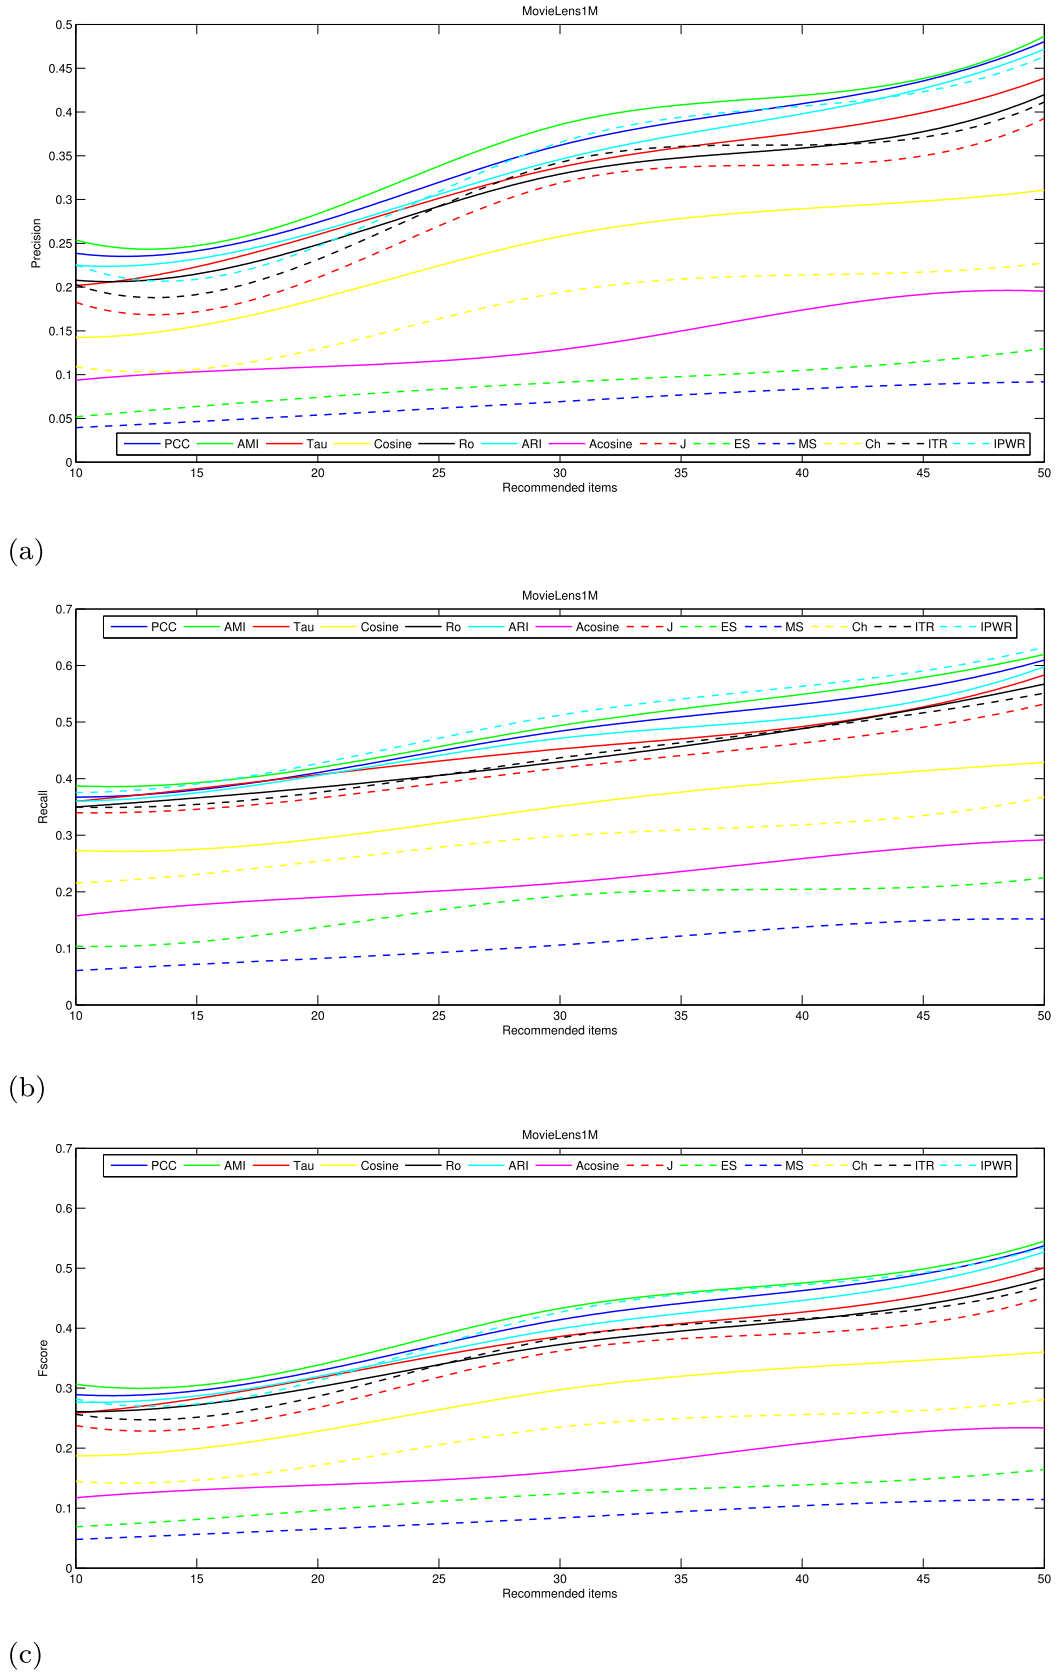 MovieLens1M
0.5
0.45
0.4
0.35
0.3
0.25
0.2
0.15
0.1
0.05
0
Precision
PCC AMI Tau Cosine Ro ARI Acosine J ES MS Ch ITR IPWR
10 15 20 25 30 35 40 45 50
Recommended items
(a)
MovieLens1M
0.7
0.6
0.5
0.4
0.3
0.2
0.1
0
Recall
PCC AMI Tau Cosine Ro ARI Acosine J ES MS Ch ITR IPWR
10 15 20 25 30 35 40 45 50
Recommended items
(b)
MovieLens1M
0.7
0.6
0.5
0.4
0.3
0.2
0.1
0
Fscore
PCC AMI Tau Cosine Ro ARI Acosine J ES MS Ch ITR IPWR
10 15 20 25 30 35 40 45 50
Recommended items
(c)